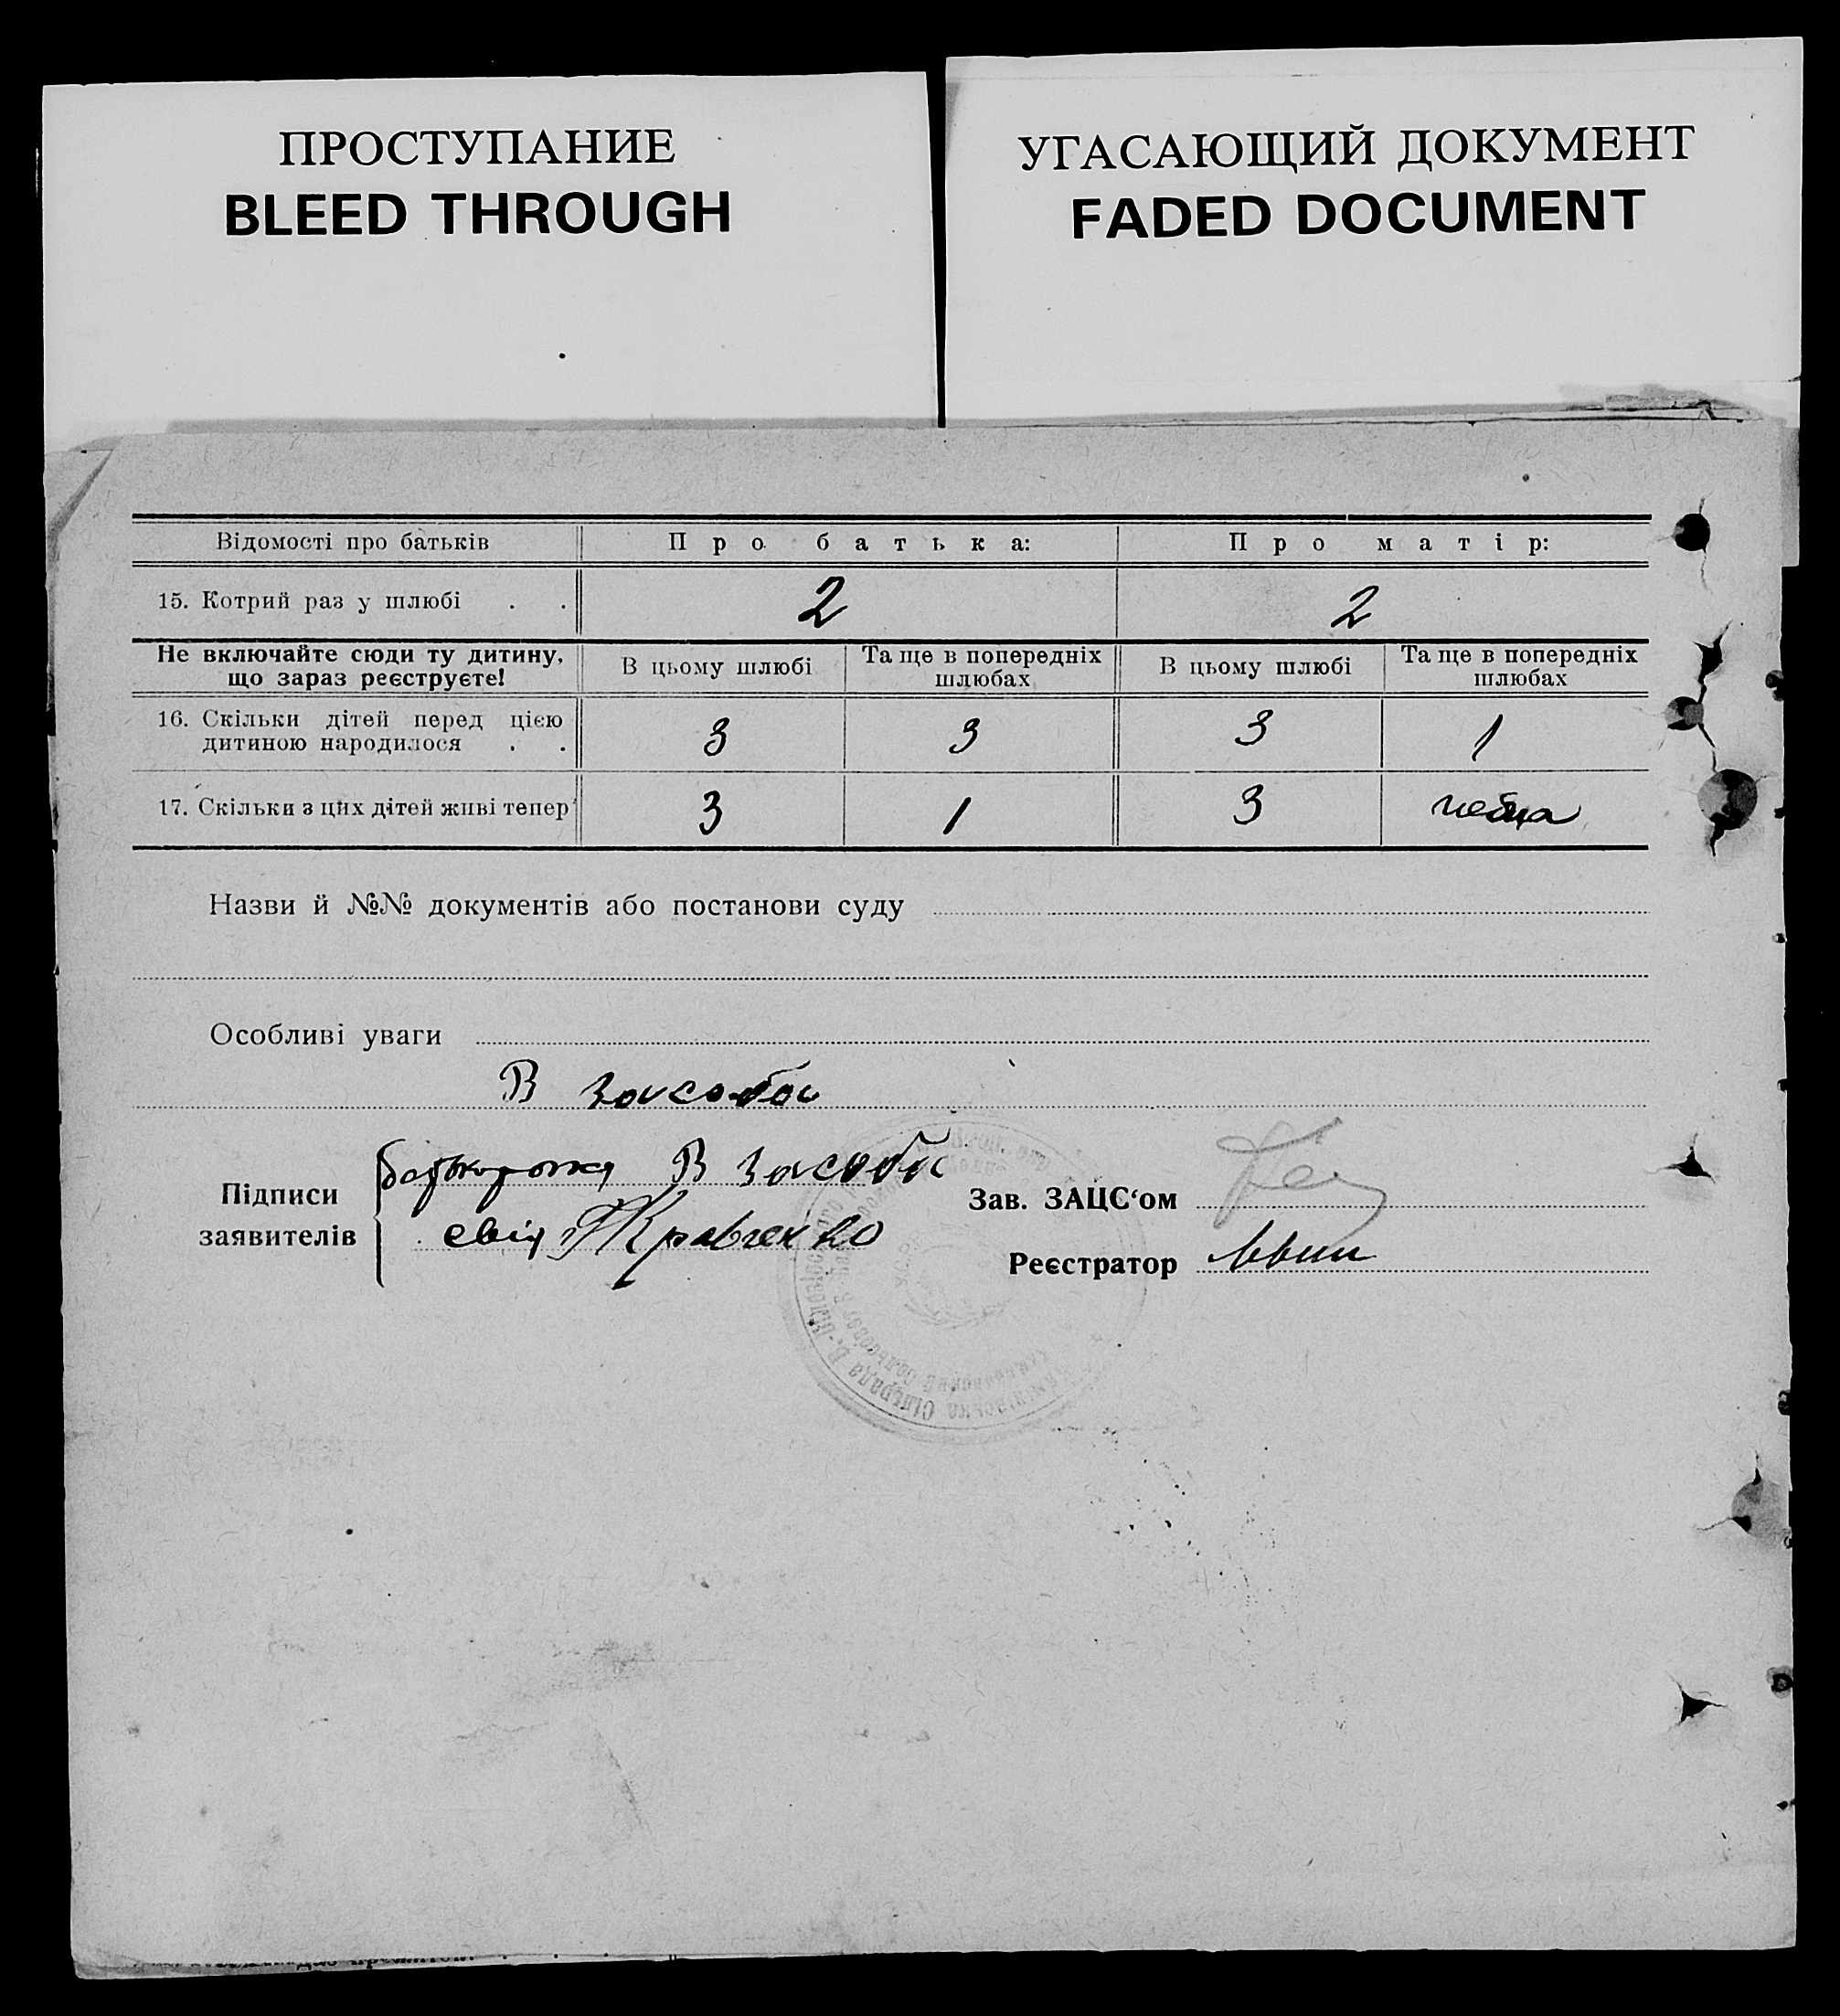 ПРОСТУПАНИЕ
BLEED THROUGH
УГАСАЮЩИЙ ДОКУМЕНТ
FADED DOCUMENT
Відомості про батьків Про батька: Про матір:
15. Котрий раз у шлюбі . . 2 2
Не включайте сюди ту дитину, що зараз реєструєте! В цьому шлюбі Та ще в попередніх шлюбах В цьому шлюбі Та ще в попередніх шлюбах
16. Скільки дітей перед цією дитиною народилося . . 3 3 3 1
17. Скільки з цих дітей живі тепер 3 1 3
Назви й №№ документів або постанови суду
Особливі уваги
В
Підписи заявителів
В
Кравченко
Зав. ЗАЦС‘ом
Реєстратор